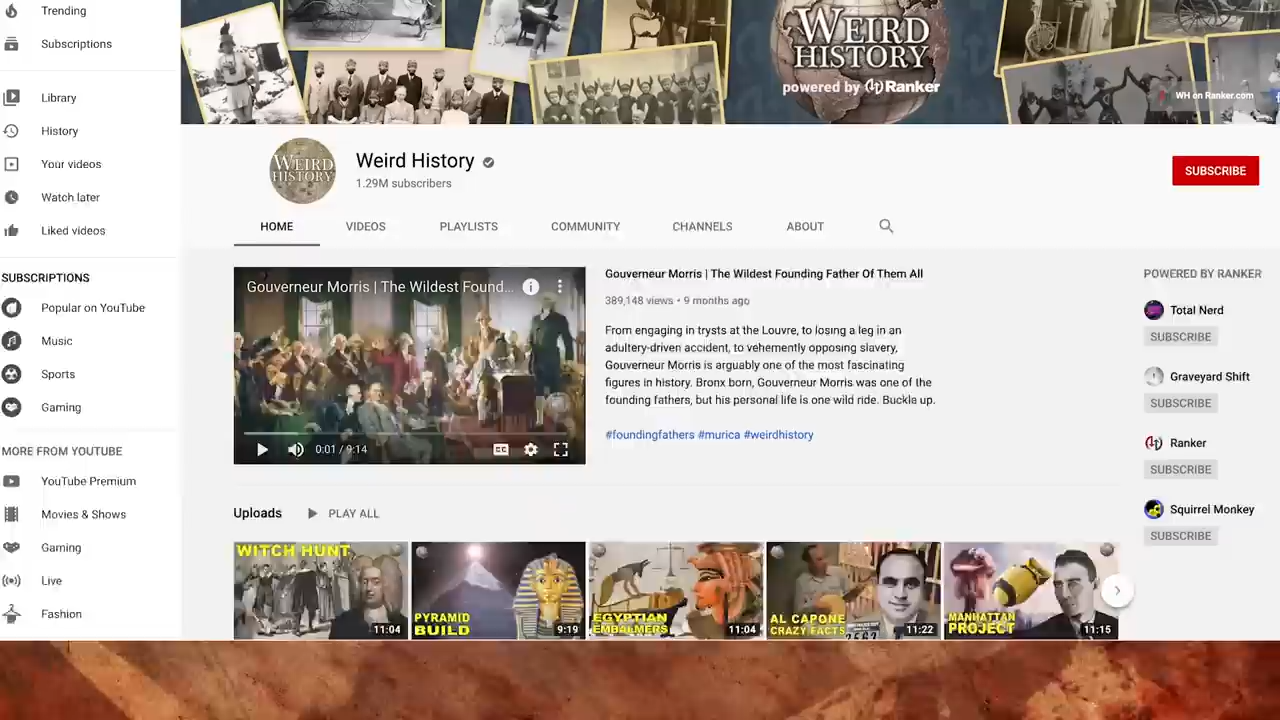 Trending
Subscriptions
Library
History
Your videos
Watch later
Liked videos
SUBSCRIPTIONS
Popular on YouTube
Music
Sports
Gaming
MORE FROM YOUTUBE
YouTube Premium
Movies & Shows
Gaming
Live
Fashion
WEIRD
HISTORY
powered by Ranker
WH on Ranker.com
WEIRD
HISTORY
Weird History
1.29M subscribers
SUBSCRIBE
HOME VIDEOS PLAYLISTS COMMUNITY CHANNELS ABOUT
Gouverneur Morris | The Wildest Found...
0:01 / 9:14
CC
Gouverneur Morris | The Wildest Founding Father Of Them All
389,148 views • 9 months ago
From engaging in trysts at the Louvre, to losing a leg in an
adultery-driven accident, to vehemently opposing slavery,
Gouverneur Morris is arguably one of the most fascinating
figures in history. Bronx born, Gouverneur Morris was one of the
founding fathers, but his personal life is one wild ride. Buckle up.
#foundingfathers #murica #weirdhistory
POWERED BY RANKER
Total Nerd
SUBSCRIBE
Graveyard Shift
SUBSCRIBE
Ranker
SUBSCRIBE
Squirrel Monkey
SUBSCRIBE
Uploads PLAY ALL
WITCH HUNT
11:04
PYRAMID
BUILD
9:19
EGYPTIAN
EMBALMERS
11:04
AL CAPONE
CRAZY FACTS
11:22
MANHATTAN
PROJECT
11:15